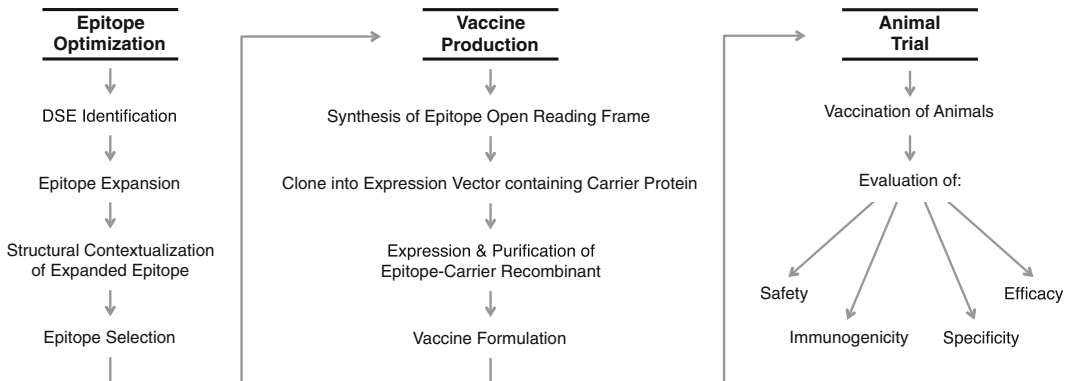 Epitope
Optimization
DSE Identification
Epitope Expansion
Structural Contextualization
of Expanded Epitope
Epitope Selection
Vaccine
Production
Synthesis of Epitope Open Reading Frame
Clone into Expression Vector containing Carrier Protein
Expression & Purification of
Epitope-Carrier Recombinant
Vaccine Formulation
Animal
Trial
Vaccination of Animals
Evaluation of:
Safety
Immunogenicity
Specificity
Efficacy